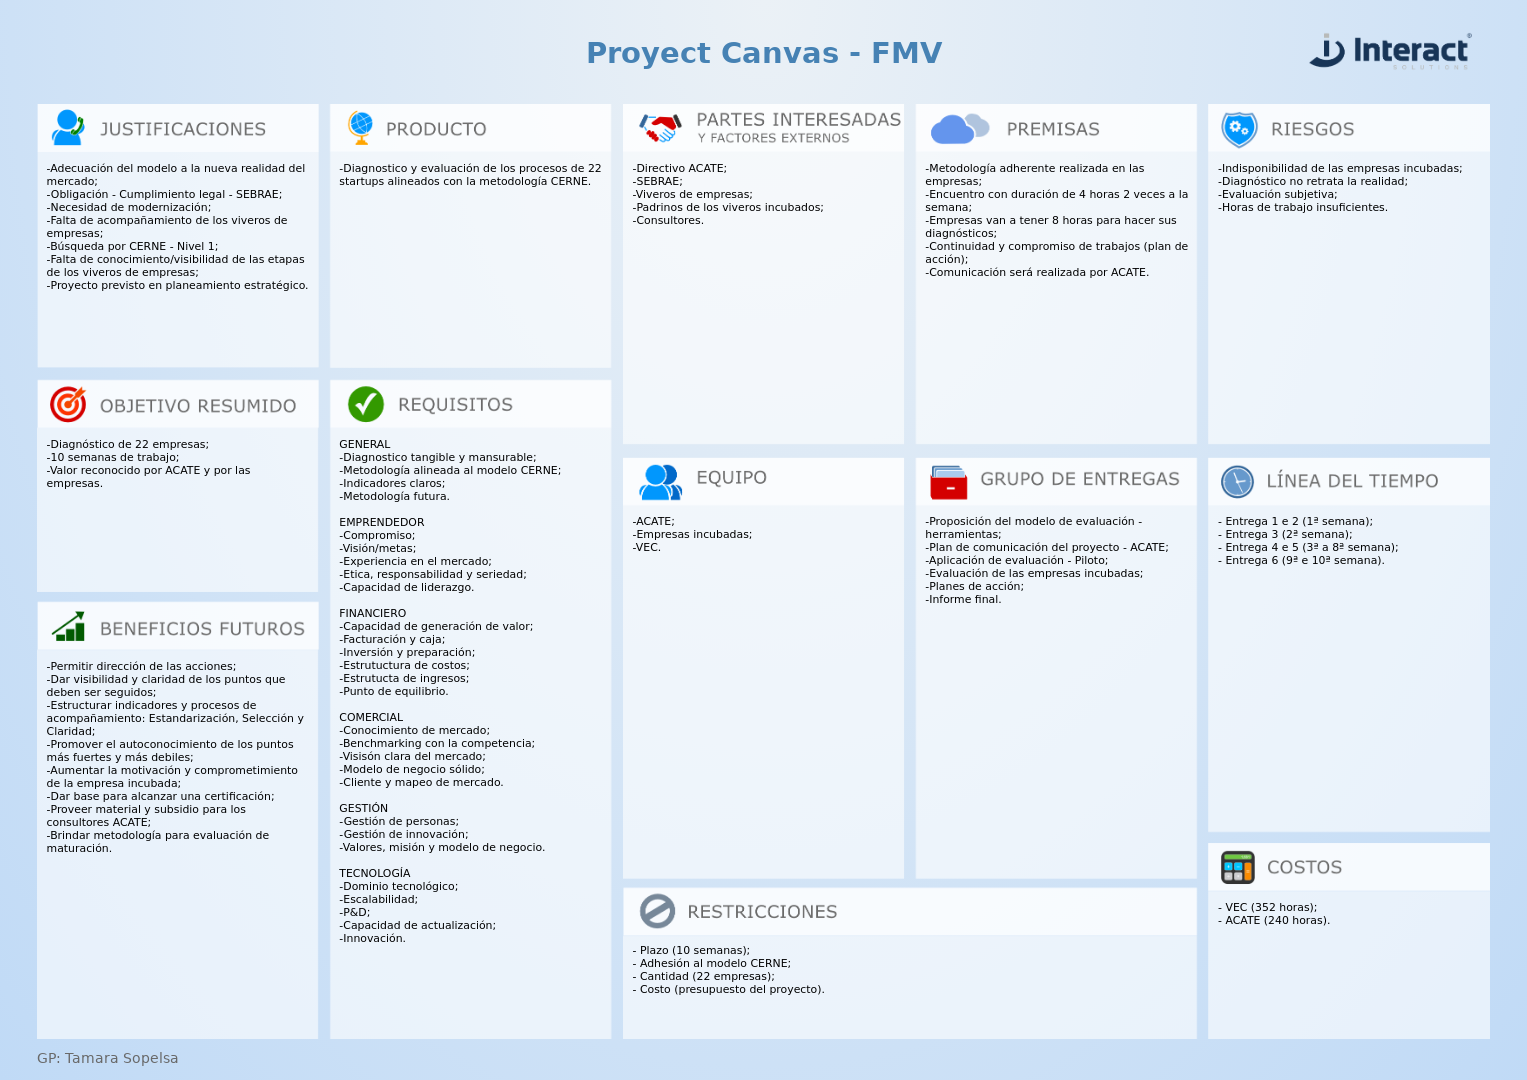 Proyect Canvas - FMV
Interact
SOLUTIONS
JUSTIFICACIONES
-Adecuación del modelo a la nueva realidad del
mercado;
-Obligación - Cumplimiento legal - SEBRAE;
-Necesidad de modernización;
-Falta de acompañamiento de los viveros de
empresas;
-Búsqueda por CERNE - Nivel 1;
-Falta de conocimiento/visibilidad de las etapas
de los viveros de empresas;
-Proyecto previsto en planeamiento estratégico.
PRODUCTO
-Diagnostico y evaluación de los procesos de 22
startups alineados con la metodología CERNE.
PARTES INTERESADAS
Y FACTORES EXTERNOS
-Directivo ACATE;
-SEBRAE;
-Viveros de empresas;
-Padrinos de los viveros incubados;
-Consultores.
PREMISAS
-Metodología adherente realizada en las
empresas;
-Encuentro con duración de 4 horas 2 veces a la
semana;
-Empresas van a tener 8 horas para hacer sus
diagnósticos;
-Continuidad y compromiso de trabajos (plan de
acción);
-Comunicación será realizada por ACATE.
RIESGOS
-Indisponibilidad de las empresas incubadas;
-Diagnóstico no retrata la realidad;
-Evaluación subjetiva;
-Horas de trabajo insuficientes.
OBJETIVO RESUMIDO
-Diagnóstico de 22 empresas;
-10 semanas de trabajo;
-Valor reconocido por ACATE y por las
empresas.
REQUISITOS
GENERAL
-Diagnostico tangible y mansurable;
-Metodología alineada al modelo CERNE;
-Indicadores claros;
-Metodología futura.
EMPRENDEDOR
-Compromiso;
-Visión/metas;
-Experiencia en el mercado;
-Etica, responsabilidad y seriedad;
-Capacidad de liderazgo.
FINANCIERO
-Capacidad de generación de valor;
-Facturación y caja;
-Inversión y preparación;
-Estrutuctura de costos;
-Estrutucta de ingresos;
-Punto de equilibrio.
COMERCIAL
-Conocimiento de mercado;
-Benchmarking con la competencia;
-Visisón clara del mercado;
-Modelo de negocio sólido;
-Cliente y mapeo de mercado.
GESTIÓN
-Gestión de personas;
-Gestión de innovación;
-Valores, misión y modelo de negocio.
TECNOLOGÍA
-Dominio tecnológico;
-Escalabilidad;
-P&D;
-Capacidad de actualización;
-Innovación.
EQUIPO
-ACATE;
-Empresas incubadas;
-VEC.
GRUPO DE ENTREGAS
-Proposición del modelo de evaluación -
herramientas;
-Plan de comunicación del proyecto - ACATE;
-Aplicación de evaluación - Piloto;
-Evaluación de las empresas incubadas;
-Planes de acción;
-Informe final.
LÍNEA DEL TIEMPO
- Entrega 1 e 2 (1ª semana);
- Entrega 3 (2ª semana);
- Entrega 4 e 5 (3ª a 8ª semana);
- Entrega 6 (9ª e 10ª semana).
BENEFICIOS FUTUROS
-Permitir dirección de las acciones;
-Dar visibilidad y claridad de los puntos que
deben ser seguidos;
-Estructurar indicadores y procesos de
acompañamiento: Estandarización, Selección y
Claridad;
-Promover el autoconocimiento de los puntos
más fuertes y más debiles;
-Aumentar la motivación y comprometimiento
de la empresa incubada;
-Dar base para alcanzar una certificación;
-Proveer material y subsidio para los
consultores ACATE;
-Brindar metodología para evaluación de
maturación.
RESTRICCIONES
- Plazo (10 semanas);
- Adhesión al modelo CERNE;
- Cantidad (22 empresas);
- Costo (presupuesto del proyecto).
COSTOS
- VEC (352 horas);
- ACATE (240 horas).
GP: Tamara Sopelsa